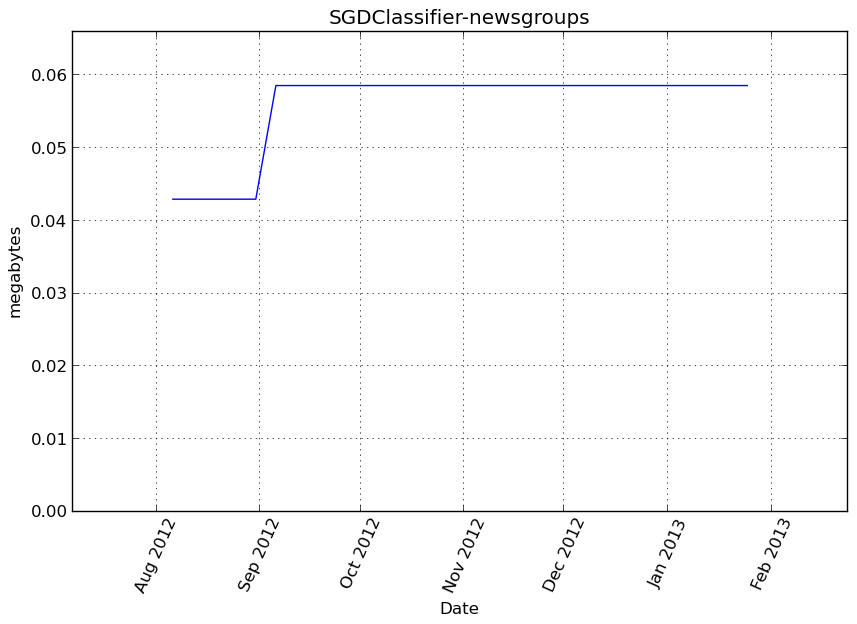 SGDClassifier-newsgroups
0.06
0.05
0.04
0.03
0.02
0.01
0.00
megabytes
Aug 2012
Sep 2012
Oct 2012
Nov 2012
Dec 2012
Jan 2013
Feb 2013
Date